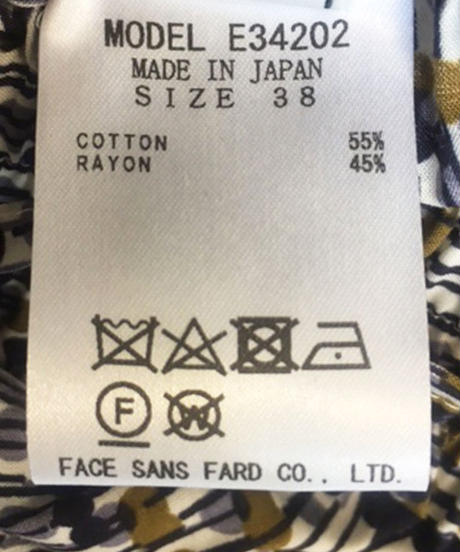 MODEL E34202
MADE IN JAPAN
SIZE 38
COTTON 55%
RAYON 45%
F W
FACE SANS FARD CO., LTD.